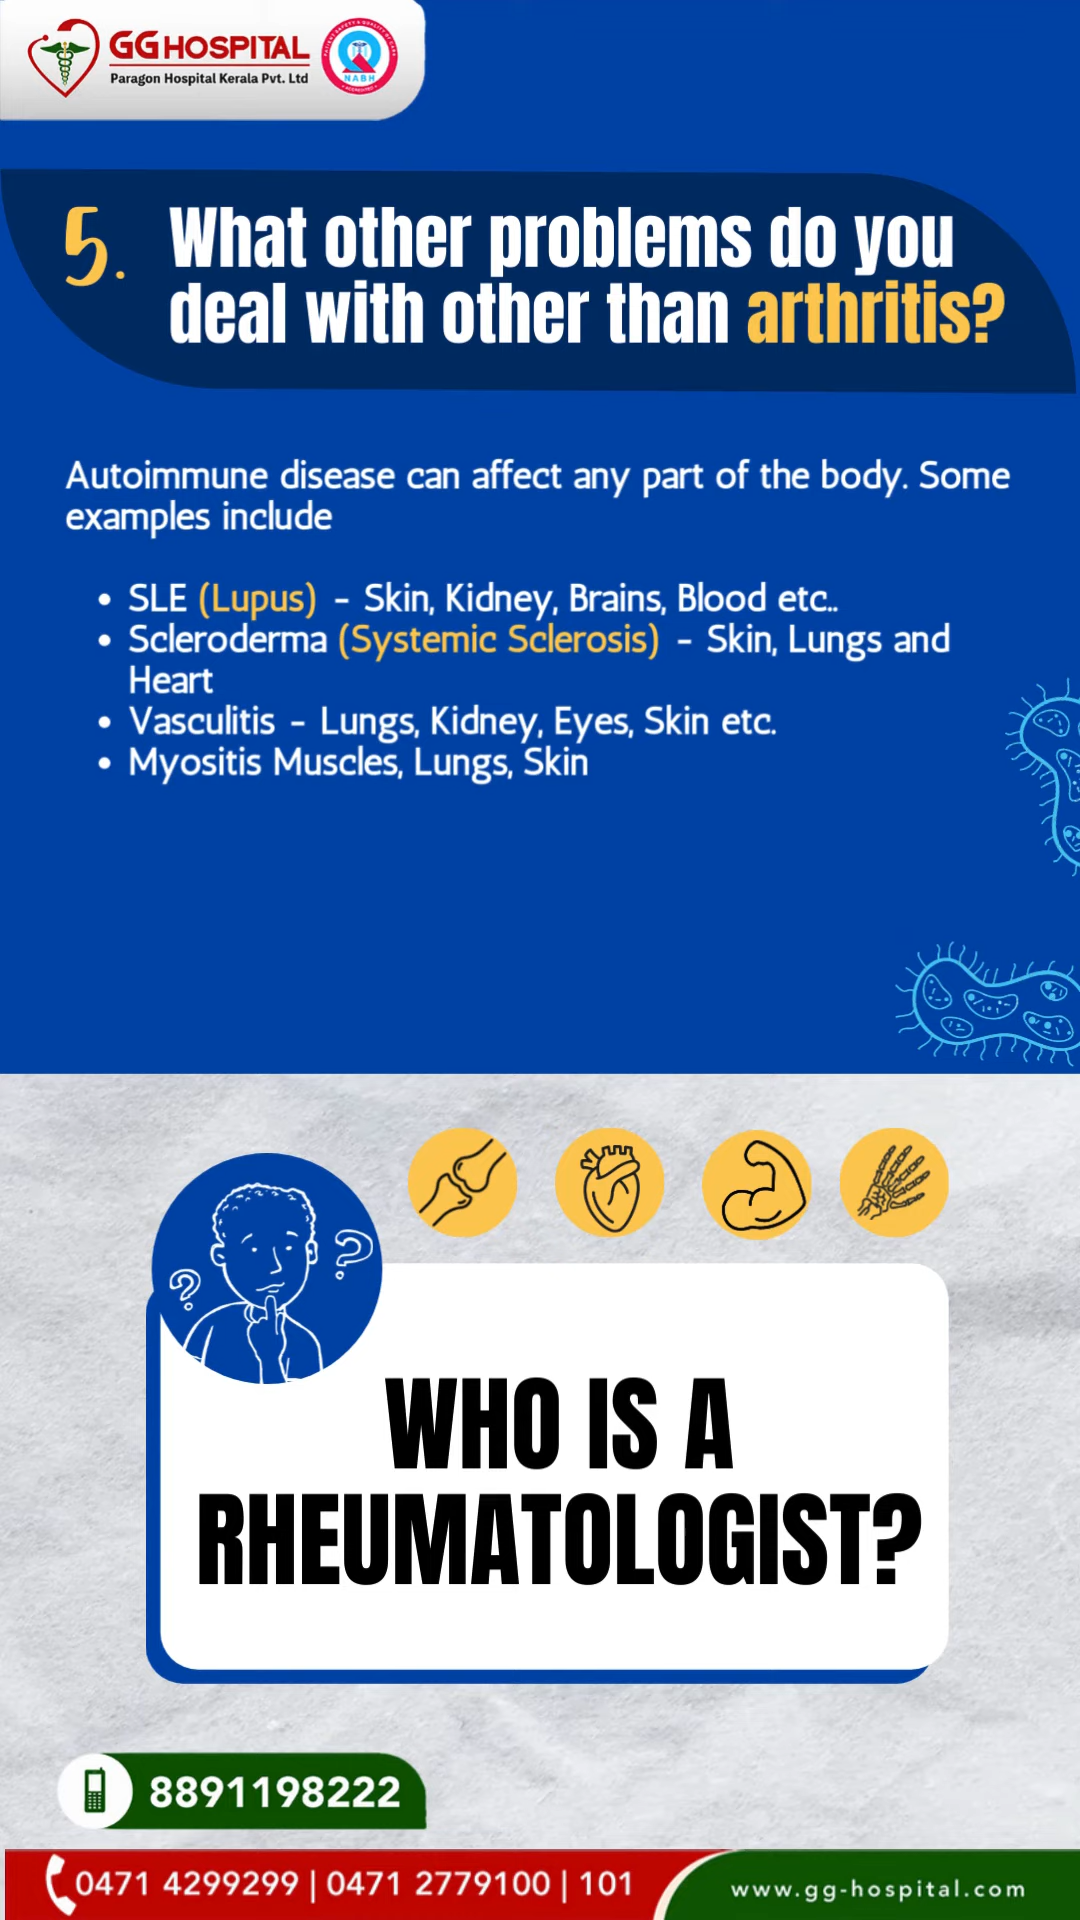 GG HOSPITAL
Paragon Hospital Kerala Pvt. Ltd
NABH
5. What other problems do you
deal with other than arthritis?
Autoimmune disease can affect any part of the body. Some
examples include
• SLE (Lupus) - Skin, Kidney, Brains, Blood etc..
• Scleroderma (Systemic Sclerosis) - Skin, Lungs and
Heart
• Vasculitis - Lungs, Kidney, Eyes, Skin etc.
• Myositis Muscles, Lungs, Skin
? ?
WHO IS A
RHEUMATOLOGIST?
8891198222
0471 4299299 | 0471 2779100 | 101
www.gg-hospital.com